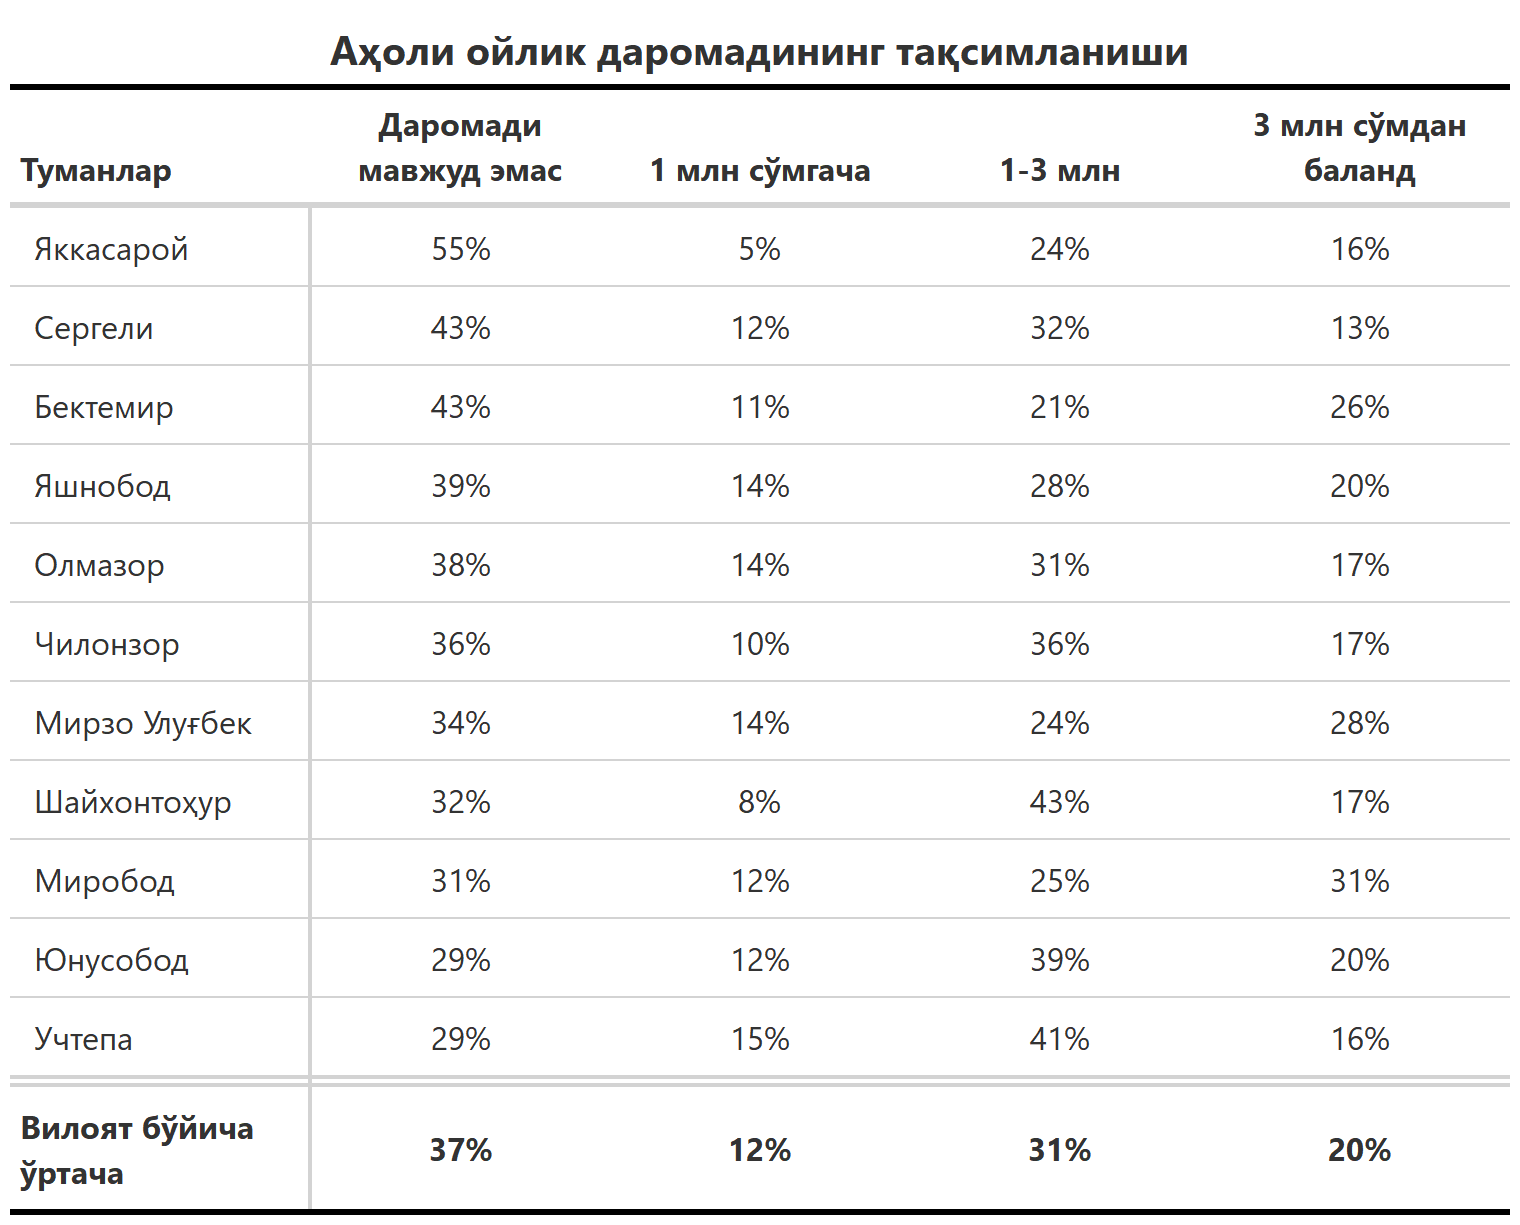 Аҳоли ойлик даромадининг тақсимланиши
Туманлар Даромади мавжуд эмас 1 млн сўмгача 1-3 млн 3 млн сўмдан баланд
Яккасарой 55% 5% 24% 16%
Сергели 43% 12% 32% 13%
Бектемир 43% 11% 21% 26%
Яшнобод 39% 14% 28% 20%
Олмазор 38% 14% 31% 17%
Чилонзор 36% 10% 36% 17%
Мирзо Улуғбек 34% 14% 24% 28%
Шайхонтоҳур 32% 8% 43% 17%
Миробод 31% 12% 25% 31%
Юнусобод 29% 12% 39% 20%
Учтепа 29% 15% 41% 16%
Вилоят бўйича ўртача 37% 12% 31% 20%